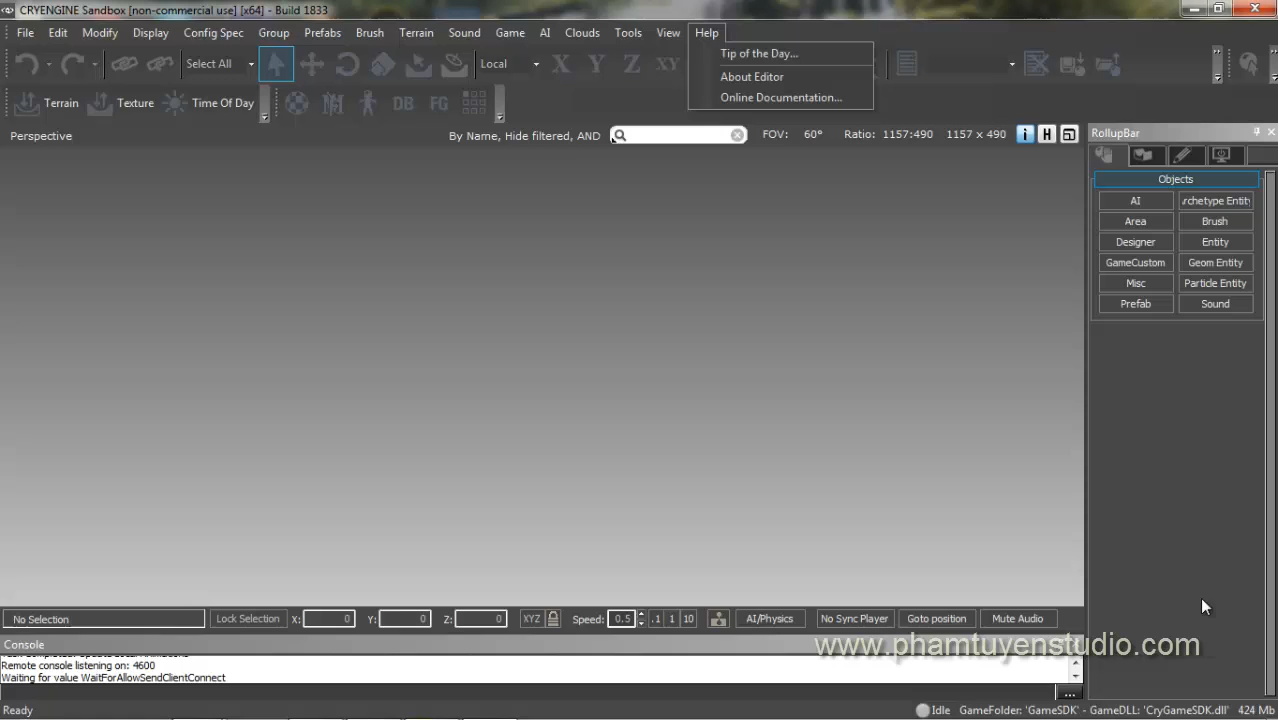 CRYENGINE Sandbox [non-commercial use] [x64] - Build 1833
File Edit Modify Display Config Spec Group Prefabs Brush Terrain Sound Game AI Clouds Tools View Help
Select All Local X Y Z XY
Tip of the Day...
About Editor
Online Documentation...
Terrain Texture Time Of Day DB FG
Perspective By Name, Hide filtered, AND FOV: 60° Ratio: 1157:490 1157 x 490 i H
RollupBar
Objects
AI rchetype Entity
Area Brush
Designer Entity
GameCustom Geom Entity
Misc Particle Entity
Prefab Sound
No Selection Lock Selection X: 0 Y: 0 Z: 0 XYZ Speed: 0.5 .1 1 10 AI/Physics No Sync Player Goto position Mute Audio
Console
www.phamtuyenstudio.com
Remote console listening on: 4600
Waiting for value WaitForAllowSendClientConnect
...
Ready Idle GameFolder: 'GameSDK' - GameDLL: 'CryGameSDK.dll' 424 Mb